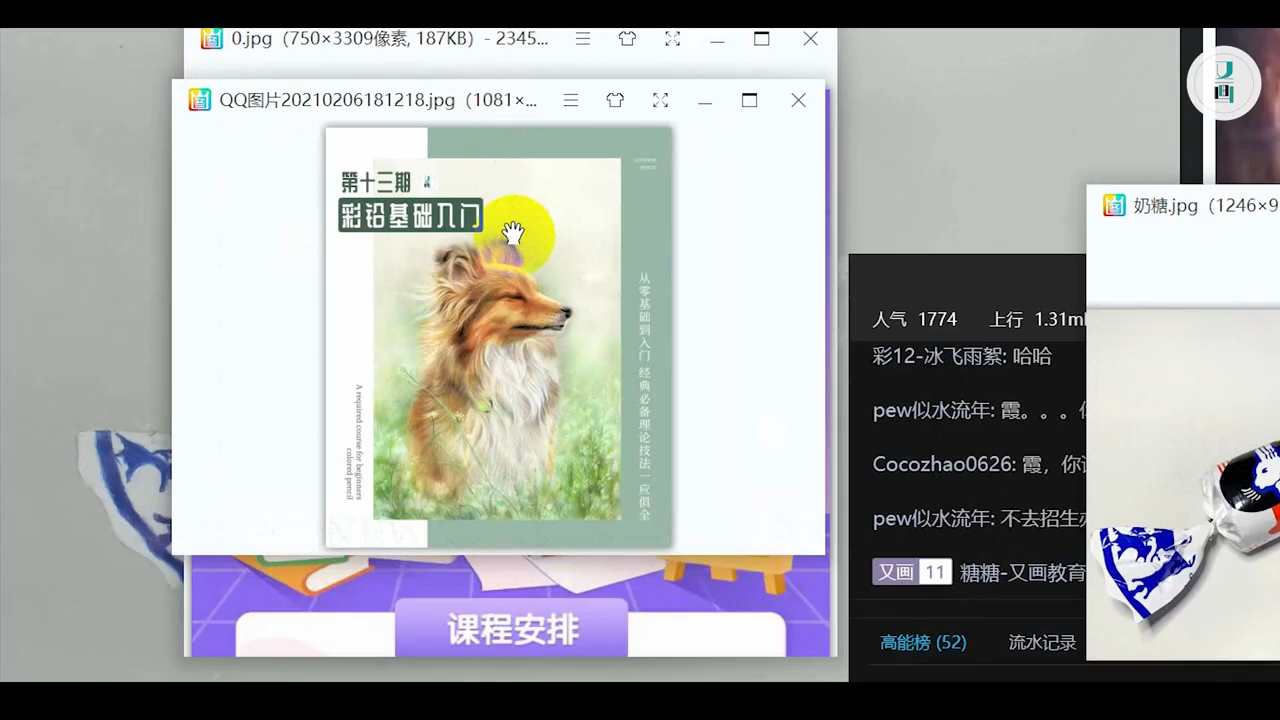 0.jpg（750×3309像素, 187KB）- 2345...
QQ图片20210206181218.jpg（1081×...
第十三期
彩铅基础入门
从零基础到入门 经典必备理论技法一应俱全
A required course for beginners
colored pencil
课程安排
又画
奶糖.jpg（1246×9
人气 1774 上行 1.31m
彩12-冰飞雨絮: 哈哈
pew似水流年: 霞。。。
Cocozhao0626: 霞，你
pew似水流年: 不去招生
又画 11 糖糖-又画教育
高能榜 (52) 流水记录